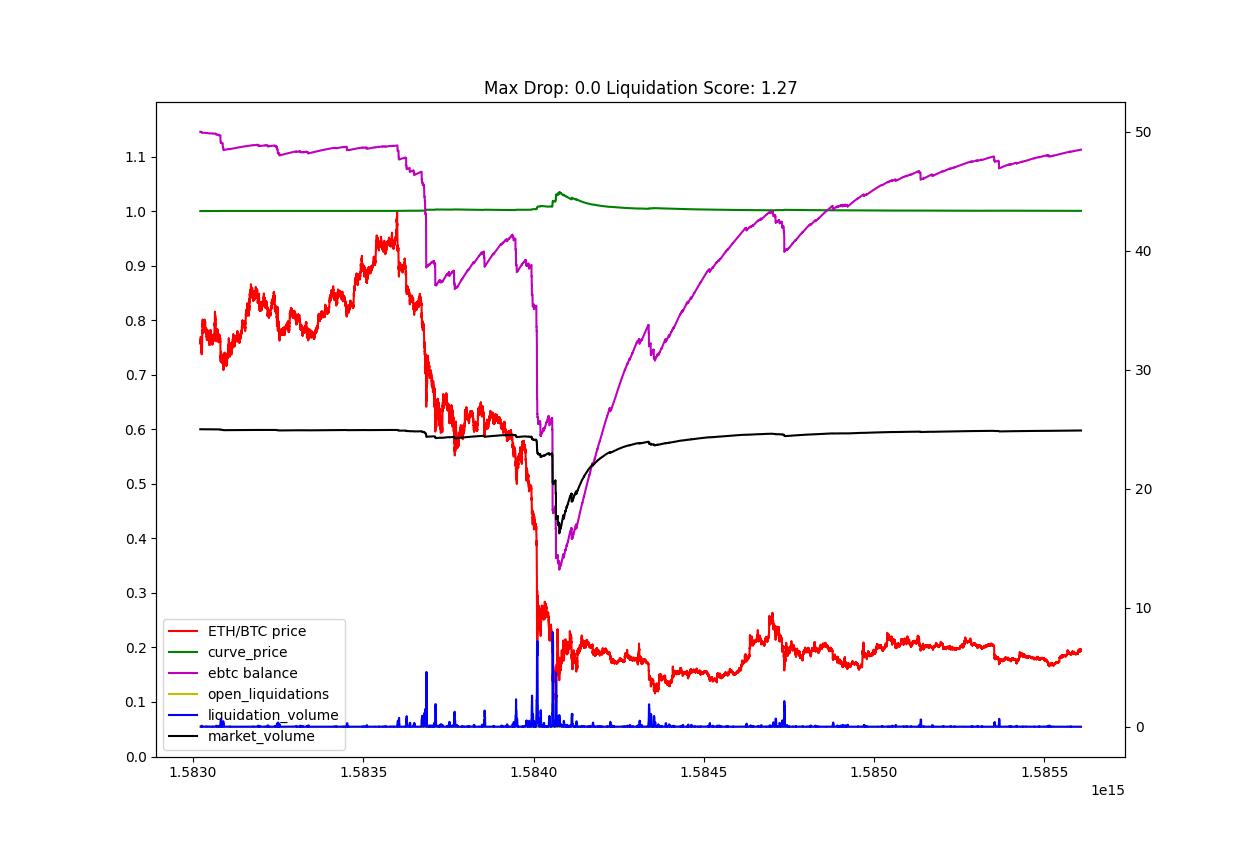 Max Drop: 0.0 Liquidation Score: 1.27
1.1
1.0
0.9
0.8
0.7
0.6
0.5
0.4
0.3
0.2
0.1
0.0
50
40
30
20
10
0
ETH/BTC price
curve_price
ebtc balance
open_liquidations
liquidation_volume
market_volume
1.5830 1.5835 1.5840 1.5845 1.5850 1.5855
1e15